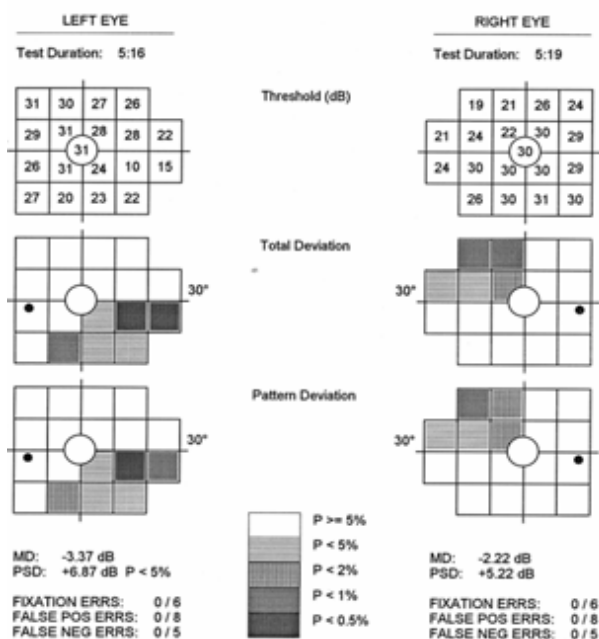 LEFT EYE
RIGHT EYE
Test Duration: 5:16
Test Duration: 5:19
Threshold (dB)
31 30 27 26
29 31 28 28 22
31
26 31 24 10 15
27 20 23 22
19 21 26 24
21 24 22 30 29
30
24 30 30 30 29
26 30 31 30
Total Deviation
30°
30°
Pattern Deviation
30°
30°
P >= 5%
P < 5%
P < 2%
P < 1%
P < 0.5%
MD: -3.37 dB
PSD: +6.87 dB P < 5%
FIXATION ERRS: 0 / 6
FALSE POS ERRS: 0 / 8
FALSE NEG ERRS: 0 / 5
MD: -2.22 dB
PSD: +5.22 dB
FIXATION ERRS: 0 / 6
FALSE POS ERRS: 0 / 8
FALSE NEG ERRS: 0 / 5